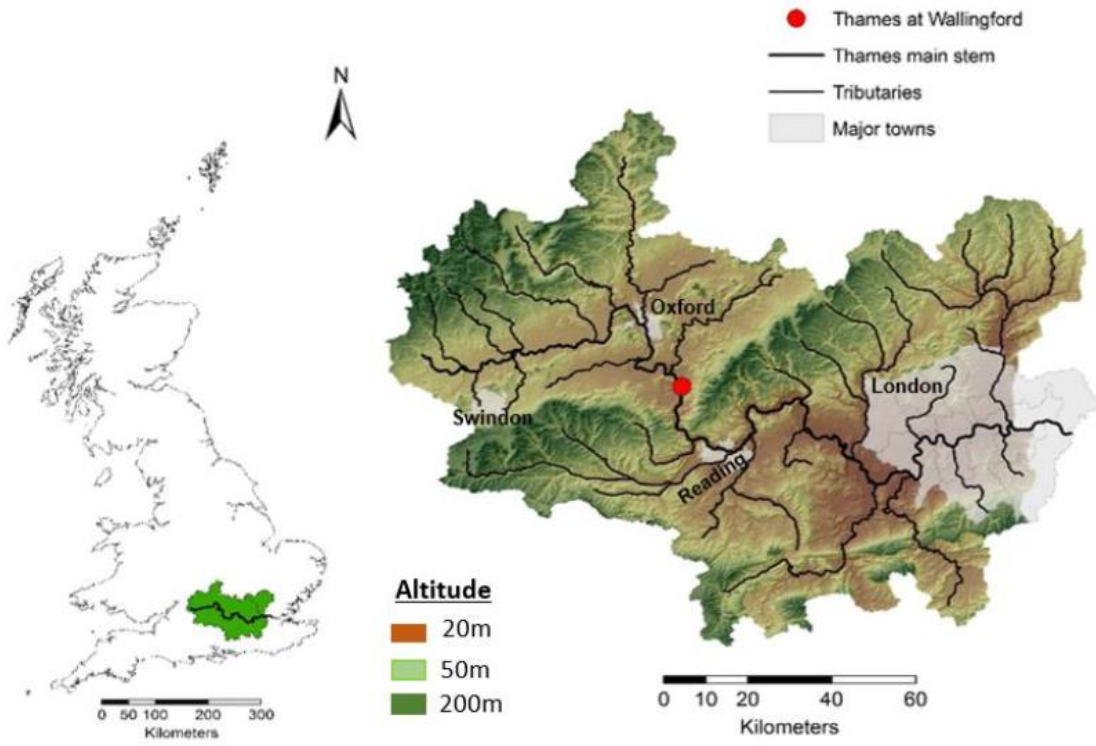 Thames at Wallingford
Thames main stem
Tributaries
Major towns
N
Oxford
London
Swindon
Reading
Altitude
20m
50m
200m
0 50 100 200 300
Kilometers
0 10 20 40 60
Kilometers